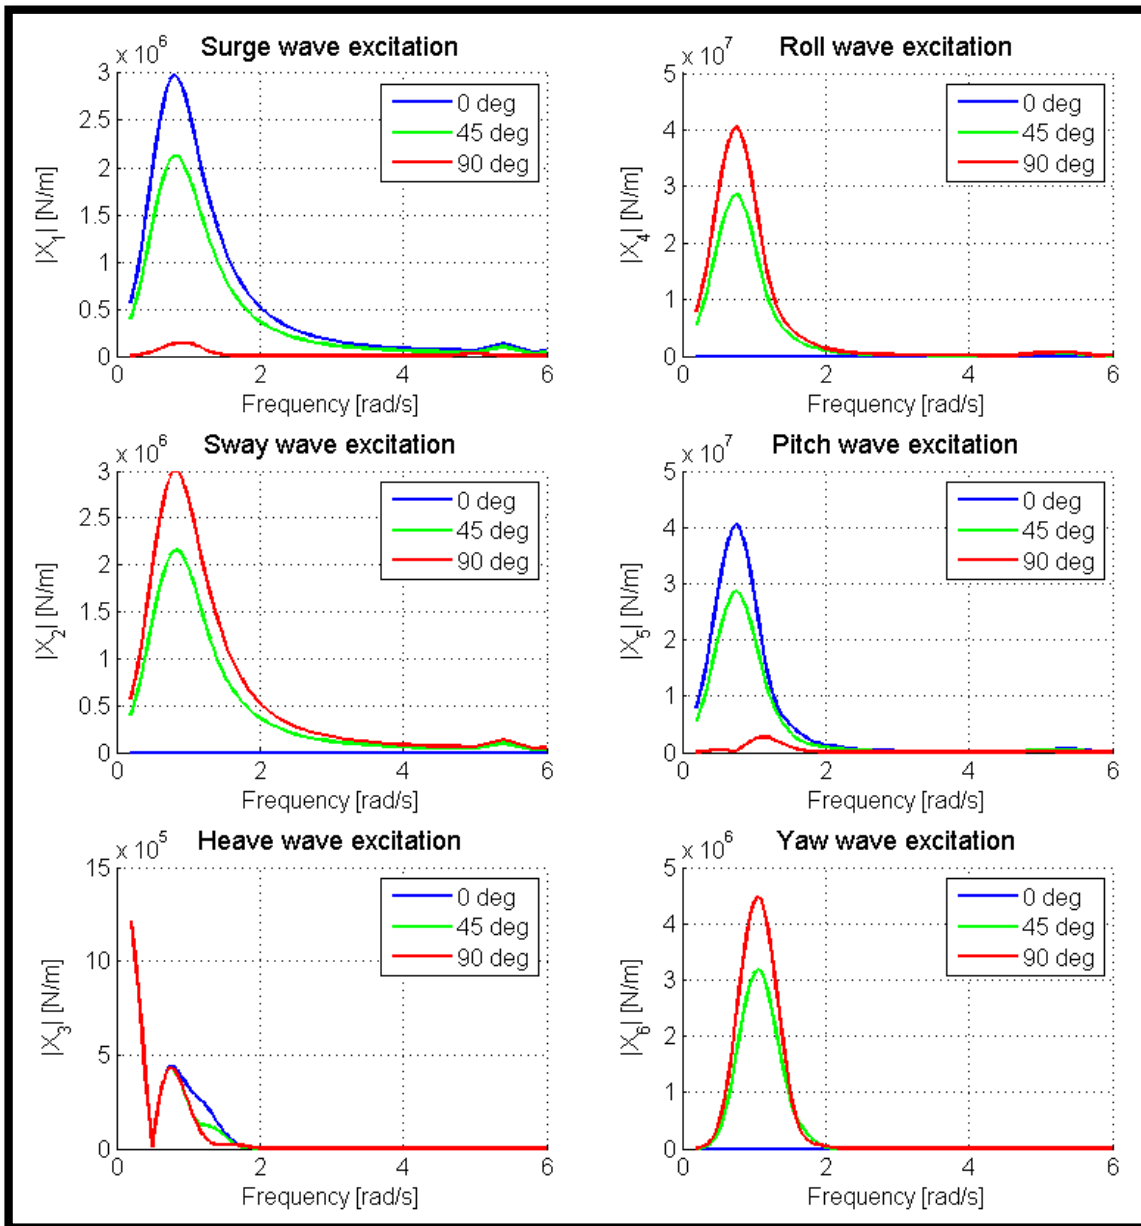 Surge wave excitation
x 10^6
3
2.5
2
1.5
1
0.5
0
|X_1| [N/m]
0 deg
45 deg
90 deg
0 2 4 6
Frequency [rad/s]
Roll wave excitation
x 10^7
5
4
3
2
1
0
|X_4| [N/m]
0 deg
45 deg
90 deg
0 2 4 6
Frequency [rad/s]
Sway wave excitation
x 10^6
3
2.5
2
1.5
1
0.5
0
|X_2| [N/m]
0 deg
45 deg
90 deg
0 2 4 6
Frequency [rad/s]
Pitch wave excitation
x 10^7
5
4
3
2
1
0
|X_5| [N/m]
0 deg
45 deg
90 deg
0 2 4 6
Frequency [rad/s]
Heave wave excitation
x 10^5
15
10
5
0
|X_3| [N/m]
0 deg
45 deg
90 deg
0 2 4 6
Frequency [rad/s]
Yaw wave excitation
x 10^6
5
4
3
2
1
0
|X_6| [N/m]
0 deg
45 deg
90 deg
0 2 4 6
Frequency [rad/s]